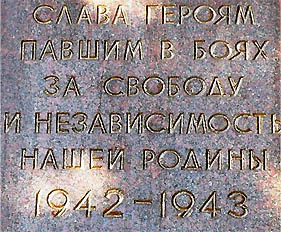 СЛАВА ГЕРОЯМ
ПАВШИМ В БОЯХ
ЗА СВОБОДУ
И НЕЗАВИСИМОСТЬ
НАШЕЙ РОДИНЫ
1942-1943